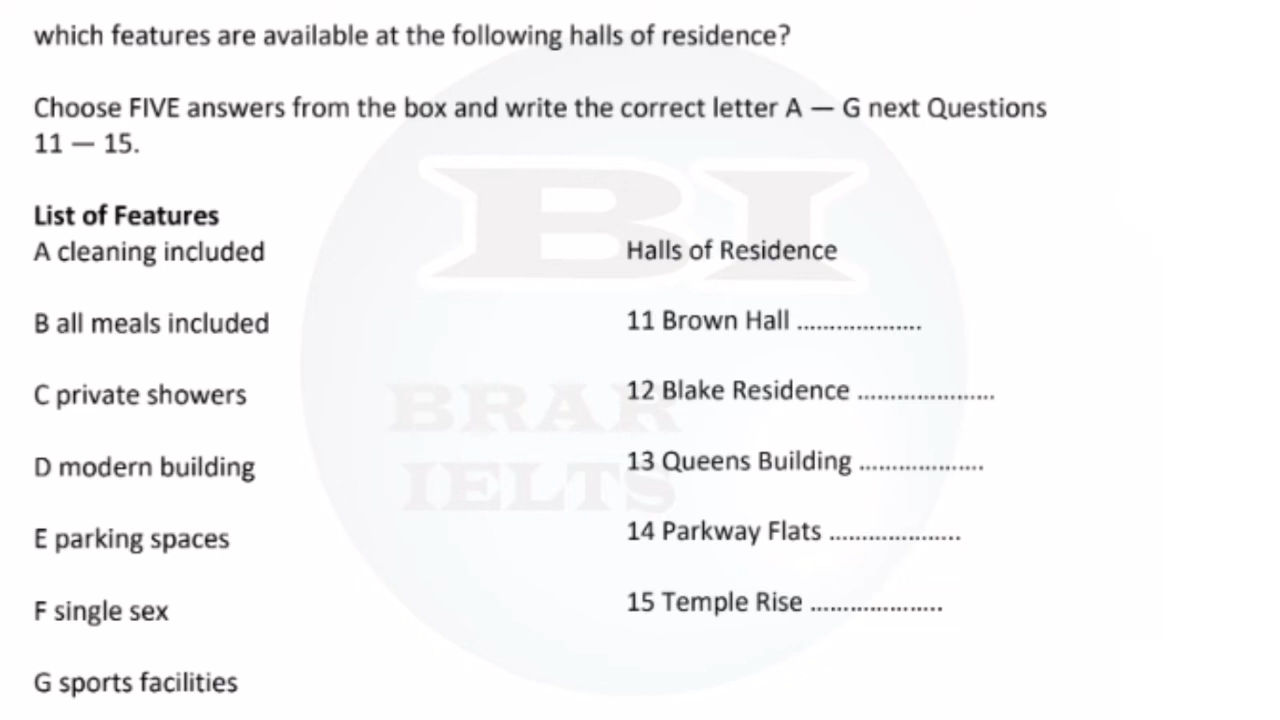 which features are available at the following halls of residence?
Choose FIVE answers from the box and write the correct letter A — G next Questions
11 — 15.
List of Features
A cleaning included
B all meals included
C private showers
D modern building
E parking spaces
F single sex
G sports facilities
Halls of Residence
11 Brown Hall ...................
12 Blake Residence .....................
13 Queens Building ...................
14 Parkway Flats ....................
15 Temple Rise ....................
BI
BRAR
IELTS